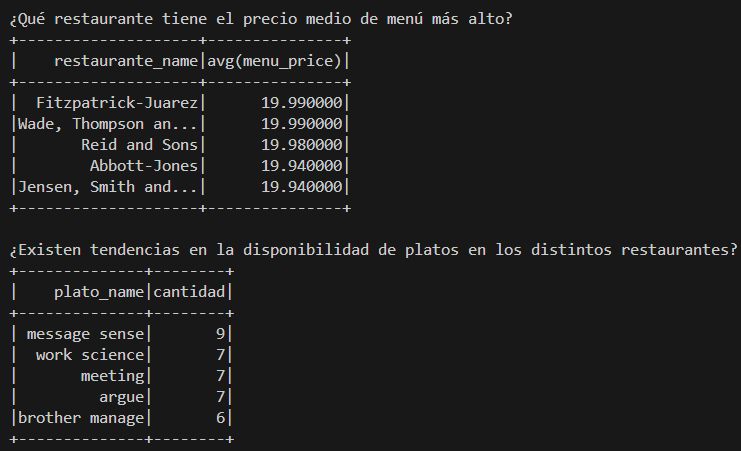 ¿Qué restaurante tiene el precio medio de menú más alto?
+--------------------+---------------+
|    restaurante_name|avg(menu_price)|
+--------------------+---------------+
|  Fitzpatrick-Juarez|      19.990000|
|Wade, Thompson an...|      19.990000|
|       Reid and Sons|      19.980000|
|        Abbott-Jones|      19.940000|
|Jensen, Smith and...|      19.940000|
+--------------------+---------------+
¿Existen tendencias en la disponibilidad de platos en los distintos restaurantes?
+--------------+--------+
|    plato_name|cantidad|
+--------------+--------+
| message sense|       9|
|  work science|       7|
|       meeting|       7|
|         argue|       7|
|brother manage|       6|
+--------------+--------+